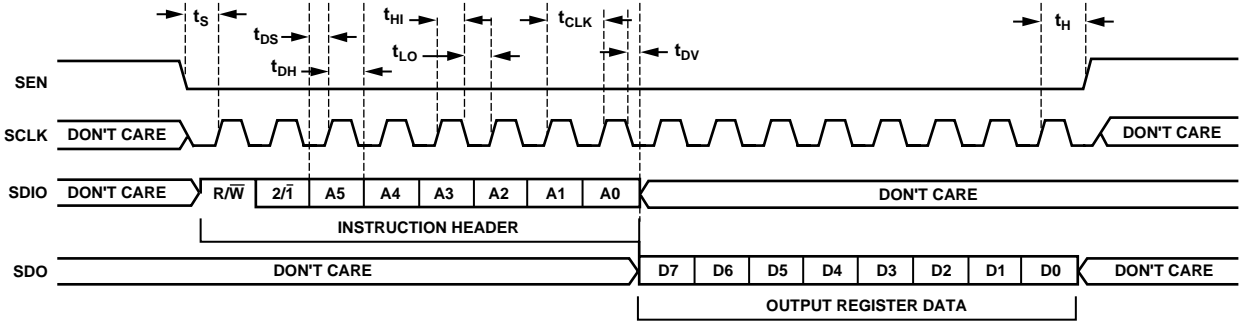 tS
tDS
tDH
tHI
tLO
tCLK
tDV
tH
SEN
SCLK DON'T CARE DON'T CARE
SDIO DON'T CARE R/W̅ 2/1̅ A5 A4 A3 A2 A1 A0 DON'T CARE
INSTRUCTION HEADER
SDO DON'T CARE D7 D6 D5 D4 D3 D2 D1 D0 DON'T CARE
OUTPUT REGISTER DATA